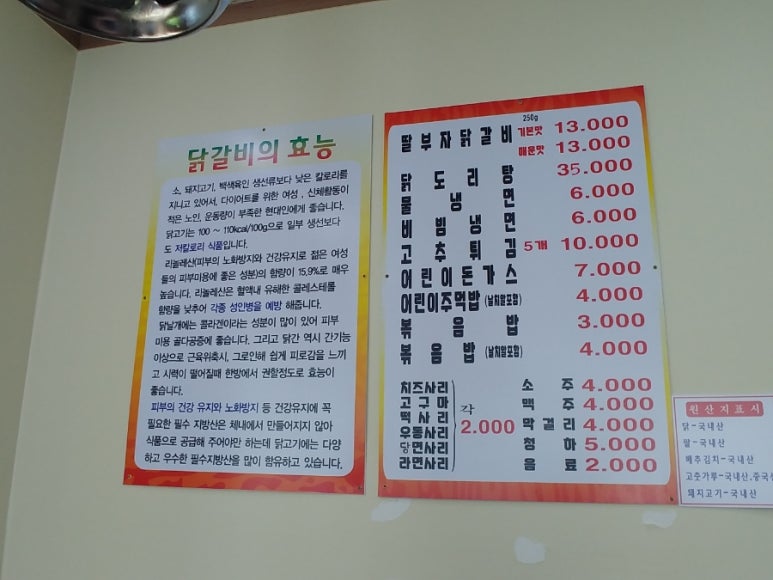 닭갈비의 효능
소, 돼지고기, 백색육인 생선류보다 낮은 칼로리를
지니고 있어서, 다이어트를 위한 여성, 신체활동이
적은 노인, 운동량이 부족한 현대인에게 좋습니다.
닭고기는 100 ~ 110kcal/100g으로 일부 생선보다
도 저칼로리 식품입니다.
리놀레산(피부의 노화방지와 건강유지로 젊은 여성
들의 피부미용에 좋은 성분)의 함량이 15.9%로 매우
높습니다. 리놀레산은 혈액내 유해한 콜레스테롤
함량을 낮추어 각종 성인병을 예방 해줍니다.
닭날개에는 콜라겐이라는 성분이 많이 있어 피부
미용 골다공증에 좋습니다. 그리고 닭간 역시 간기능
이상으로 근육위축시, 그로인해 쉽게 피로감을 느끼
고 시력이 떨어질때 한방에서 권할정도로 효능이
좋습니다.
피부의 건강 유지와 노화방지 등 건강유지에 꼭
필요한 필수 지방산은 체내에서 만들어지지 않아
식품으로 공급해 주어야만 하는데 닭고기에는 다양
하고 우수한 필수지방산을 많이 함유하고 있습니다.
250g
딸부자닭갈비 기본맛 13.000
매운맛 13.000
닭도리탕 35.000
물냉면 6.000
비빔냉면 6.000
고추튀김 5개 10.000
어린이돈가스 7.000
어린이주먹밥(날치알포함) 4.000
볶음밥 3.000
볶음밥(날치알포함) 4.000
치즈사리
고구마
떡사리
우동사리
당면사리
라면사리
각
2.000
소주 4.000
맥주 4.000
막걸리 4.000
청하 5.000
음료 2.000
원산지표시
닭-국내산
쌀-국내산
배추김치-국내산
고춧가루-국내산,중국산
돼지고기-국내산